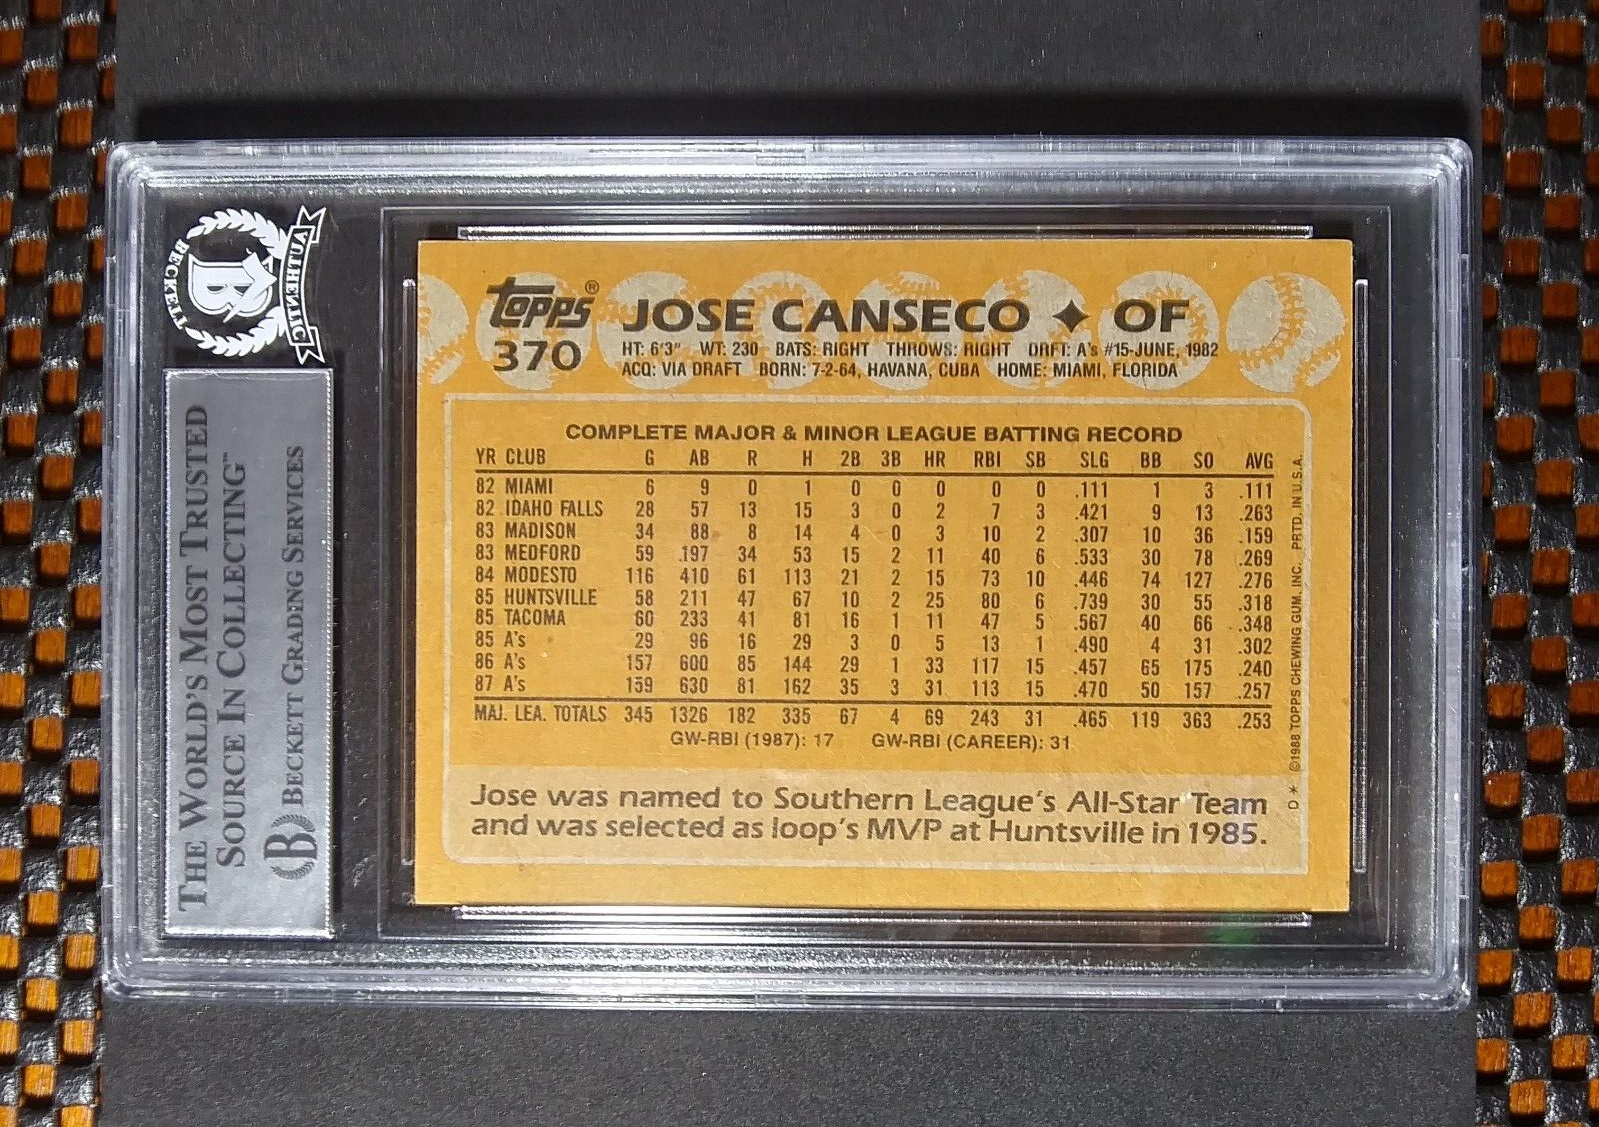 BECKETT
AUTHENTIC
B
THE WORLD'S MOST TRUSTED
SOURCE IN COLLECTING™
B BECKETT GRADING SERVICES
topps®
370
JOSE CANSECO ✦ OF
HT: 6'3" WT: 230 BATS: RIGHT THROWS: RIGHT DRFT: A's #15-JUNE, 1982
ACQ: VIA DRAFT BORN: 7-2-64, HAVANA, CUBA HOME: MIAMI, FLORIDA
COMPLETE MAJOR & MINOR LEAGUE BATTING RECORD
YR CLUB G AB R H 2B 3B HR RBI SB SLG BB SO AVG
82 MIAMI 6 9 0 1 0 0 0 0 0 .111 1 3 .111
82 IDAHO FALLS 28 57 13 15 3 0 2 7 3 .421 9 13 .263
83 MADISON 34 88 8 14 4 0 3 10 2 .307 10 36 .159
83 MEDFORD 59 197 34 53 15 2 11 40 6 .533 30 78 .269
84 MODESTO 116 410 61 113 21 2 15 73 10 .446 74 127 .276
85 HUNTSVILLE 58 211 47 67 10 2 25 80 6 .739 30 55 .318
85 TACOMA 60 233 41 81 16 1 11 47 5 .567 40 66 .348
85 A's 29 96 16 29 3 0 5 13 1 .490 4 31 .302
86 A's 157 600 85 144 29 1 33 117 15 .457 65 175 .240
87 A's 159 630 81 162 35 3 31 113 15 .470 50 157 .257
MAJ. LEA. TOTALS 345 1326 182 335 67 4 69 243 31 .465 119 363 .253
GW-RBI (1987): 17 GW-RBI (CAREER): 31
Jose was named to Southern League's All-Star Team
and was selected as loop's MVP at Huntsville in 1985.
D* ©1988 TOPPS CHEWING GUM, INC. PRTD. IN U.S.A.